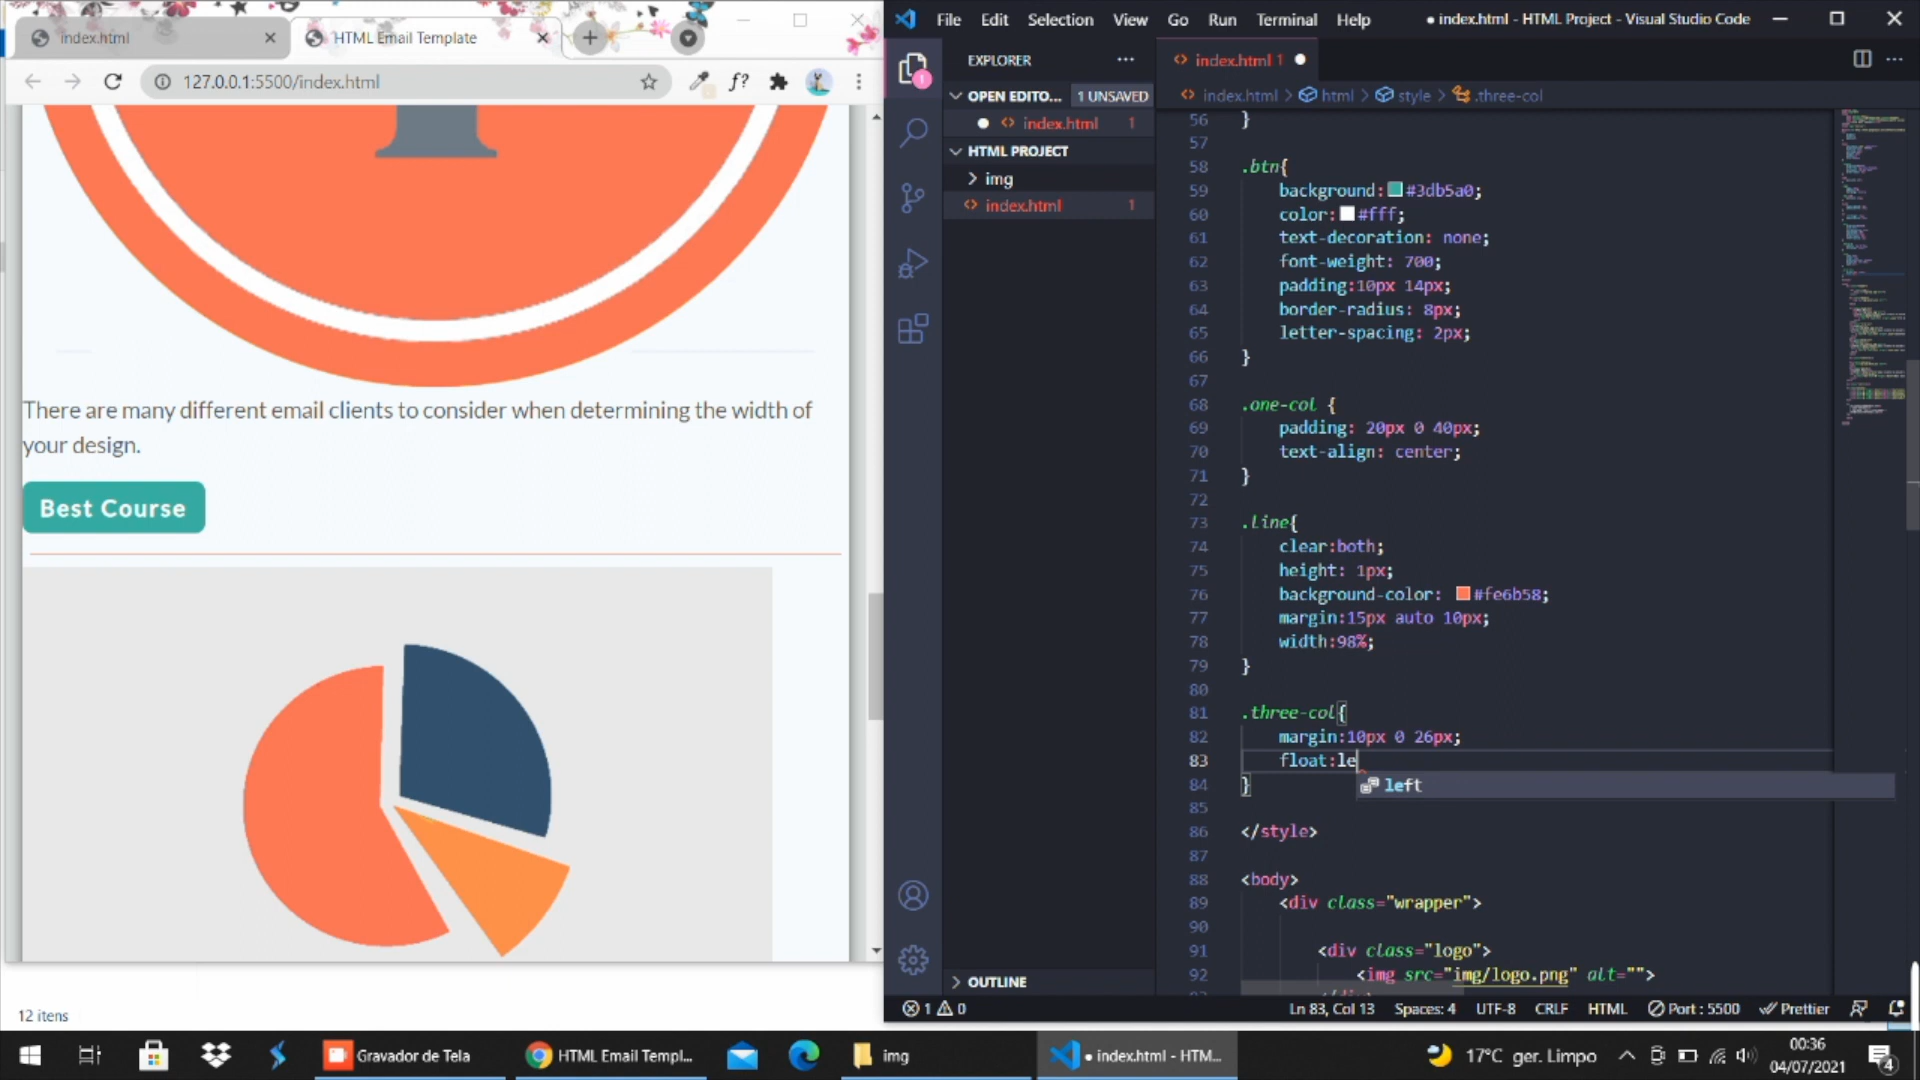 index.html
HTML Email Template
127.0.0.1:5500/index.html
f?
There are many different email clients to consider when determining the width of
your design.
Best Course
12 itens
File Edit Selection View Go Run Terminal Help
● index.html - HTML Project - Visual Studio Code
EXPLORER
OPEN EDITO... 1 UNSAVED
index.html 1
HTML PROJECT
img
index.html 1
OUTLINE
1
index.html 1
index.html > html > style > .three-col
56 }
57
58 .btn{
59 background: #3db5a0;
60 color: #fff;
61 text-decoration: none;
62 font-weight: 700;
63 padding:10px 14px;
64 border-radius: 8px;
65 letter-spacing: 2px;
66 }
67
68 .one-col {
69 padding: 20px 0 40px;
70 text-align: center;
71 }
72
73 .line{
74 clear:both;
75 height: 1px;
76 background-color: #fe6b58;
77 margin:15px auto 10px;
78 width:98%;
79 }
80
81 .three-col{
82 margin:10px 0 26px;
83 float:le
left
84 }
85
86 </style>
87
88 <body>
89 <div class="wrapper">
90
91 <div class="logo">
92 <img src="img/logo.png" alt="">
1 0
Ln 83, Col 13 Spaces: 4 UTF-8 CRLF HTML Port : 5500 Prettier
Gravador de Tela
HTML Email Templ...
img
● index.html - HTM...
17°C ger. Limpo
00:36
04/07/2021
4